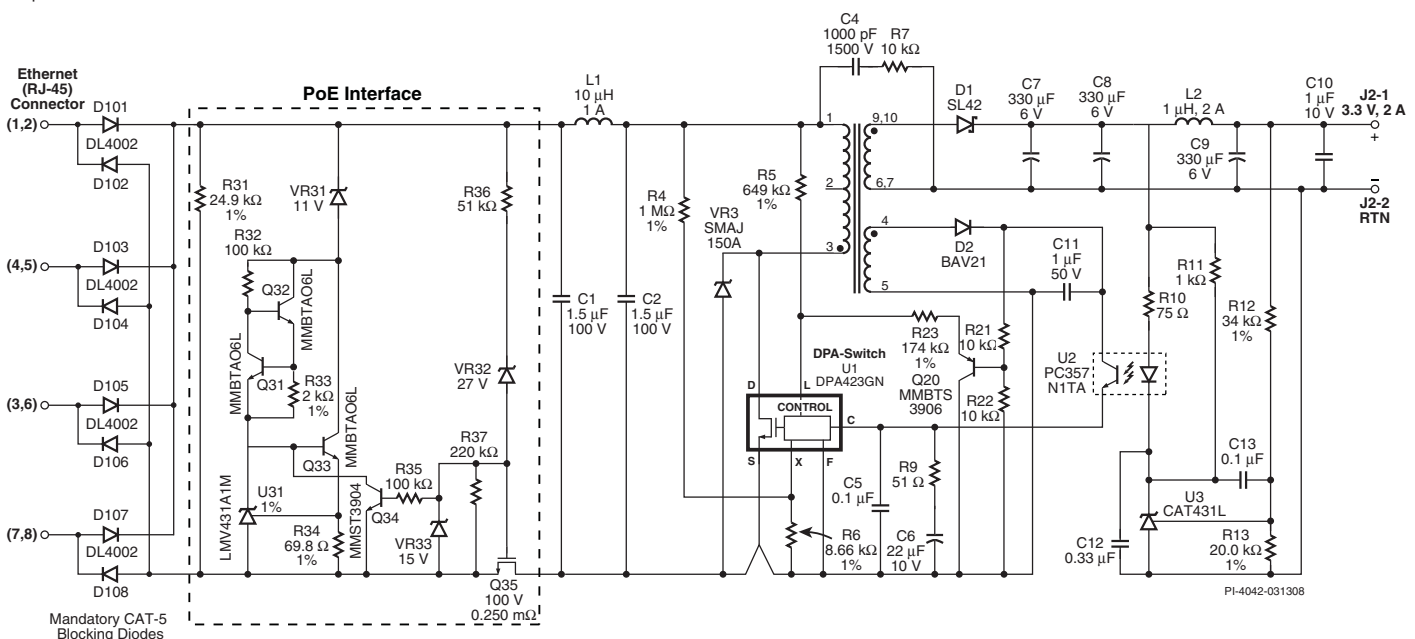 C4
1000 pF
1500 V
R7
10 kΩ
Ethernet
(RJ-45)
Connector
D101
(1,2)
DL4002
D102
PoE Interface
L1
10 µH
1 A
D1
SL42
C7
330 µF
6 V
C8
330 µF
6 V
L2
1 µH, 2 A
C10
1 µF
10 V
J2-1
3.3 V, 2 A
+
C9
330 µF
6 V
–
J2-2
RTN
1
2
3
9,10
6,7
4
5
R31
24.9 kΩ
1%
VR31
11 V
R36
51 kΩ
R4
1 MΩ
1%
R5
649 kΩ
1%
VR3
SMAJ
150A
D2
BAV21
C11
1 µF
50 V
R11
1 kΩ
R10
75 Ω
R12
34 kΩ
1%
D103
(4,5)
DL4002
D104
R32
100 kΩ
Q32
MMBTAO6L
MMBTAO6L
Q31
R33
2 kΩ
1%
C1
1.5 µF
100 V
C2
1.5 µF
100 V
VR32
27 V
R23
174 kΩ
1%
R21
10 kΩ
Q20
MMBTS
3906
R22
10 kΩ
U2
PC357
N1TA
DPA-Switch
U1
DPA423GN
D
L
CONTROL
C
S
X
F
D105
(3,6)
DL4002
D106
MMBTAO6L
Q33
R37
220 kΩ
R35
100 kΩ
Q34
MMST3904
VR33
15 V
U31
1%
LMV431A1M
R34
69.8 Ω
1%
Q35
100 V
0.250 mΩ
D107
(7,8)
DL4002
D108
Mandatory CAT-5
Blocking Diodes
C5
0.1 µF
R9
51 Ω
C6
22 µF
10 V
R6
8.66 kΩ
1%
C13
0.1 µF
U3
CAT431L
C12
0.33 µF
R13
20.0 kΩ
1%
PI-4042-031308